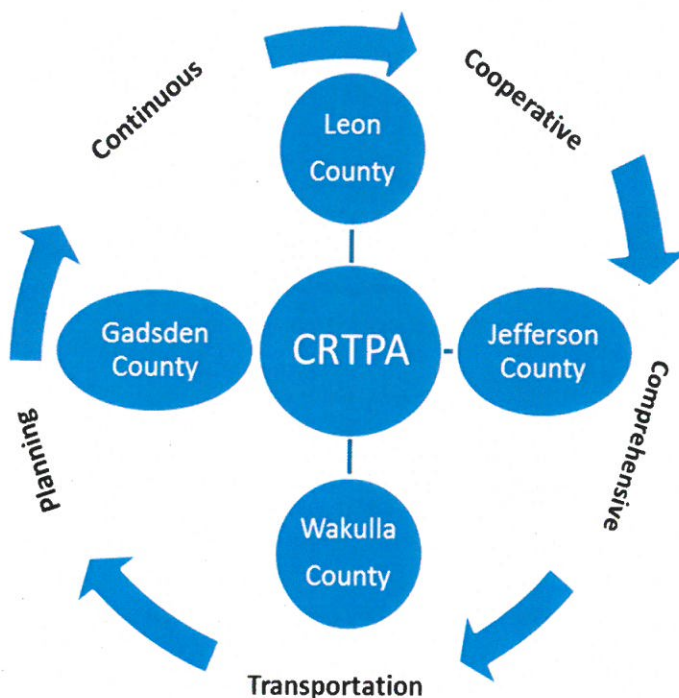 Continuous
Cooperative
Leon
County
Gadsden
County
CRTPA
Jefferson
County
Comprehensive
Planning
Wakulla
County
Transportation